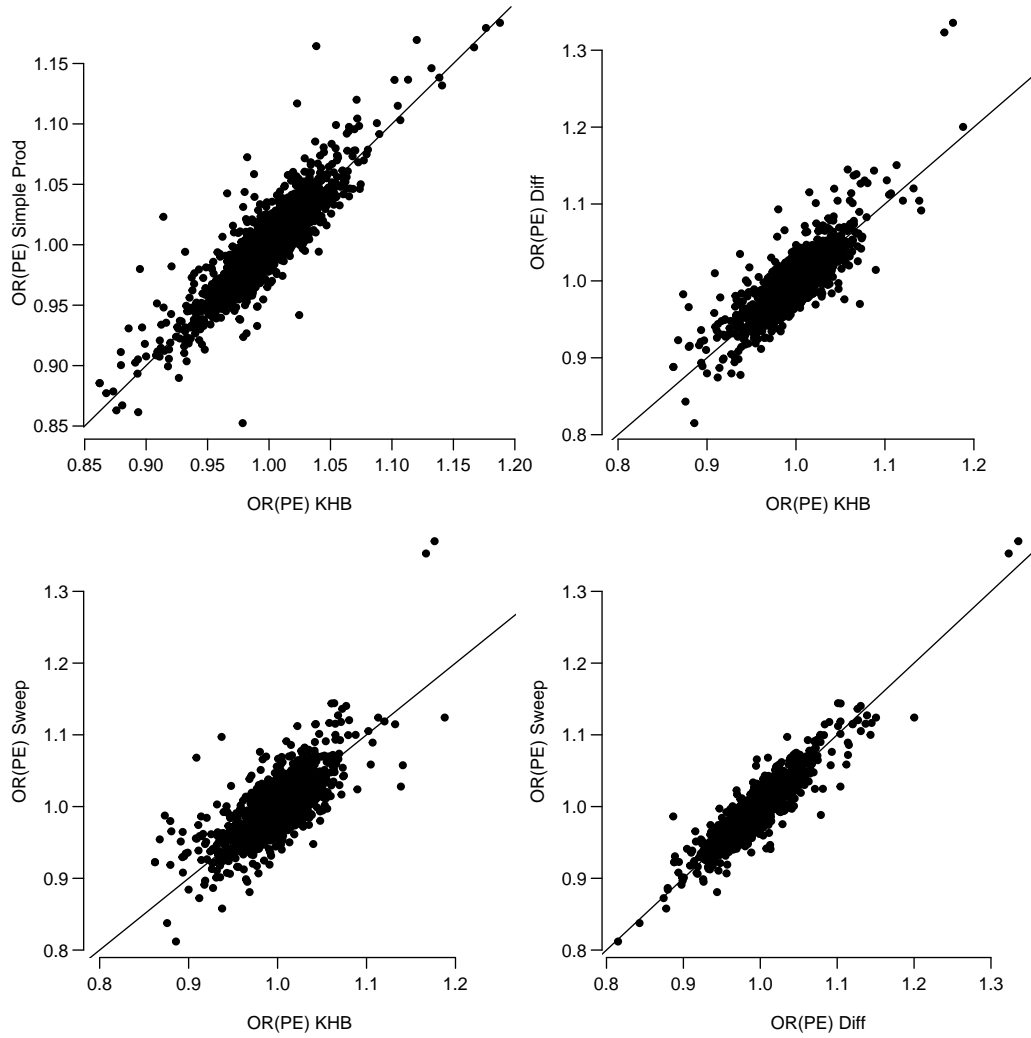 OR(PE) Simple Prod
1.15
1.10
1.05
1.00
0.95
0.90
0.85
0.85 0.90 0.95 1.00 1.05 1.10 1.15 1.20
OR(PE) KHB
OR(PE) Diff
1.3
1.2
1.1
1.0
0.9
0.8
0.8 0.9 1.0 1.1 1.2
OR(PE) KHB
OR(PE) Sweep
1.3
1.2
1.1
1.0
0.9
0.8
0.8 0.9 1.0 1.1 1.2
OR(PE) KHB
OR(PE) Sweep
1.3
1.2
1.1
1.0
0.9
0.8
0.8 0.9 1.0 1.1 1.2 1.3
OR(PE) Diff